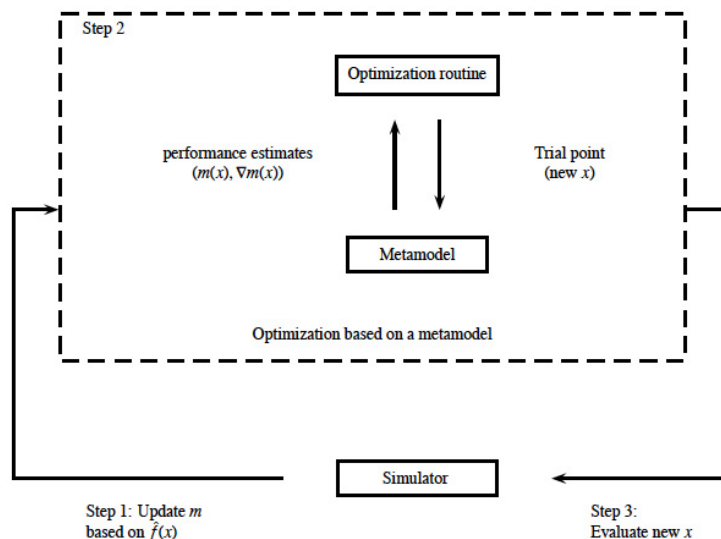 Step 2
Optimization routine
performance estimates
(m(x), ∇m(x))
Trial point
(new x)
Metamodel
Optimization based on a metamodel
Simulator
Step 1: Update m
based on f̂(x)
Step 3:
Evaluate new x